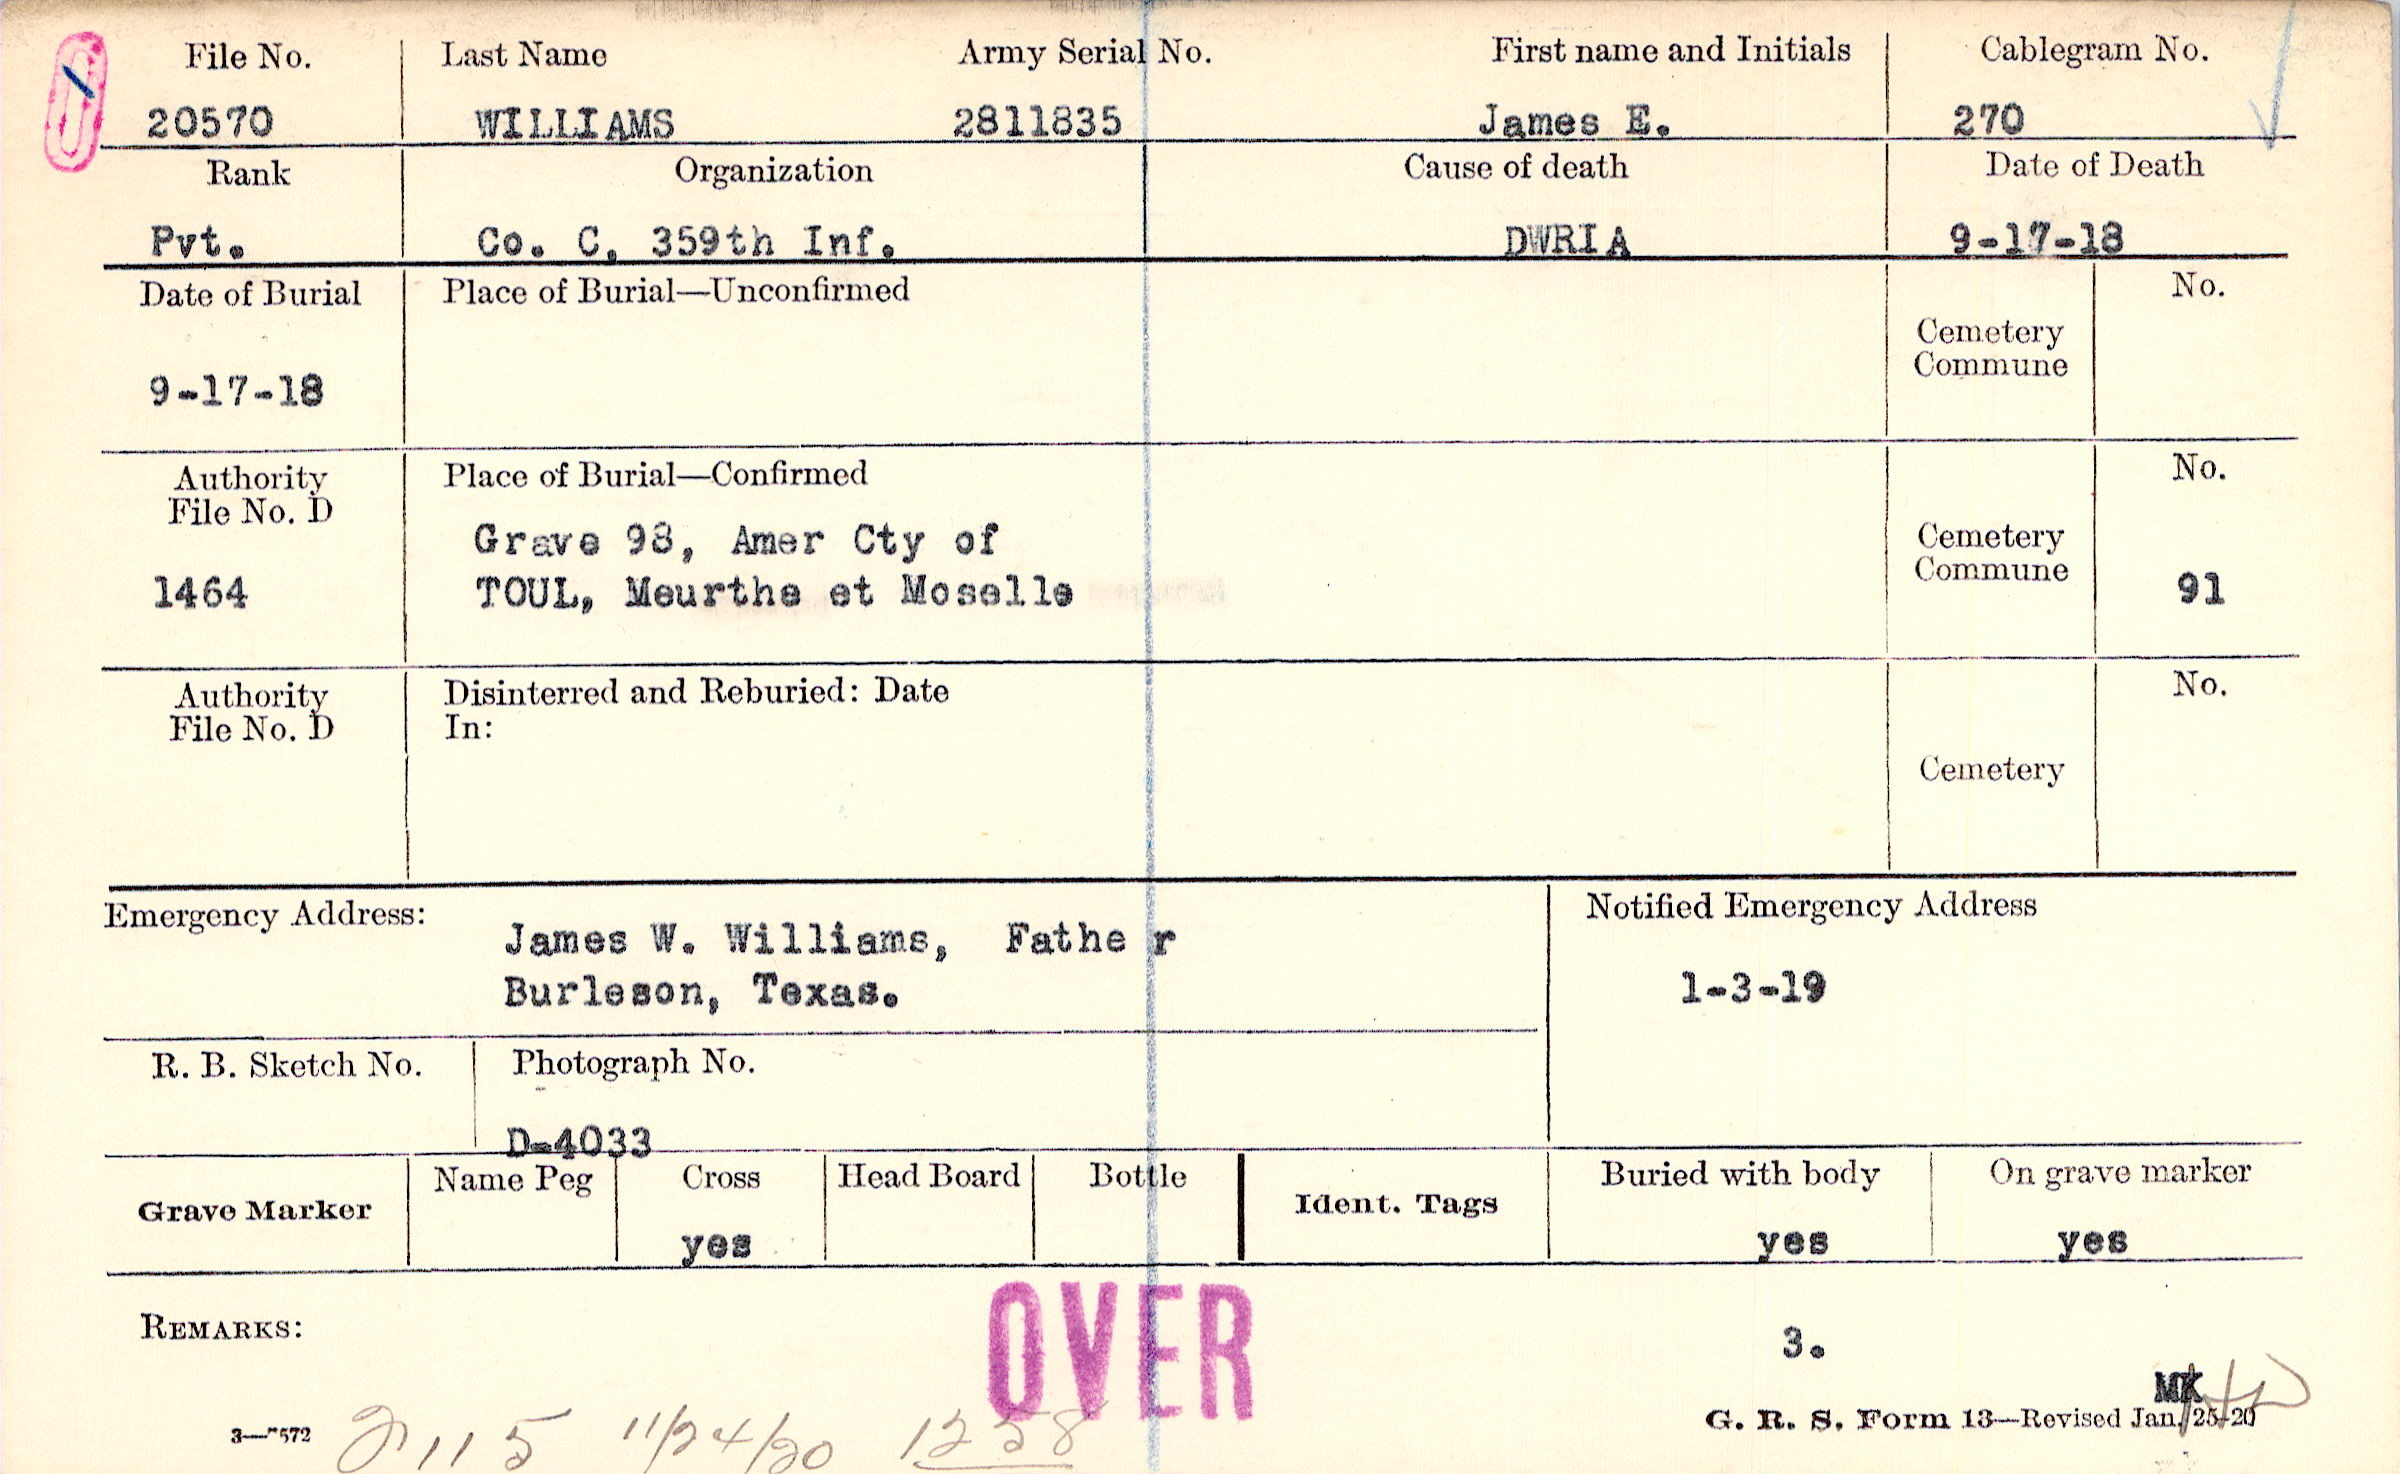 File No. Last Name Army Serial No. First name and Initials Cablegram No.
20570 WILLIAMS 2811835 James E. 270
Rank Organization Cause of death Date of Death
Pvt. Co. C, 359th Inf. DWRIA 9-17-18
Date of Burial Place of Burial—Unconfirmed No.
Cemetery
Commune
9-17-18
Authority Place of Burial—Confirmed No.
File No. D
Grave 98, Amer Cty of Cemetery
1464 TOUL, Meurthe et Moselle Commune 91
Authority Disinterred and Reburied: Date No.
File No. D In:
Cemetery
Emergency Address: Notified Emergency Address
James W. Williams, Fathe r
Burleson, Texas. 1-3-19
R. B. Sketch No. Photograph No.
D-4033
Grave Marker Name Peg Cross Head Board Bottle Ident. Tags Buried with body On grave marker
yes yes yes
OVER
REMARKS: 3.
MK
G. R. S. Form 13—Revised Jan. 25-20
11/24/20 1258